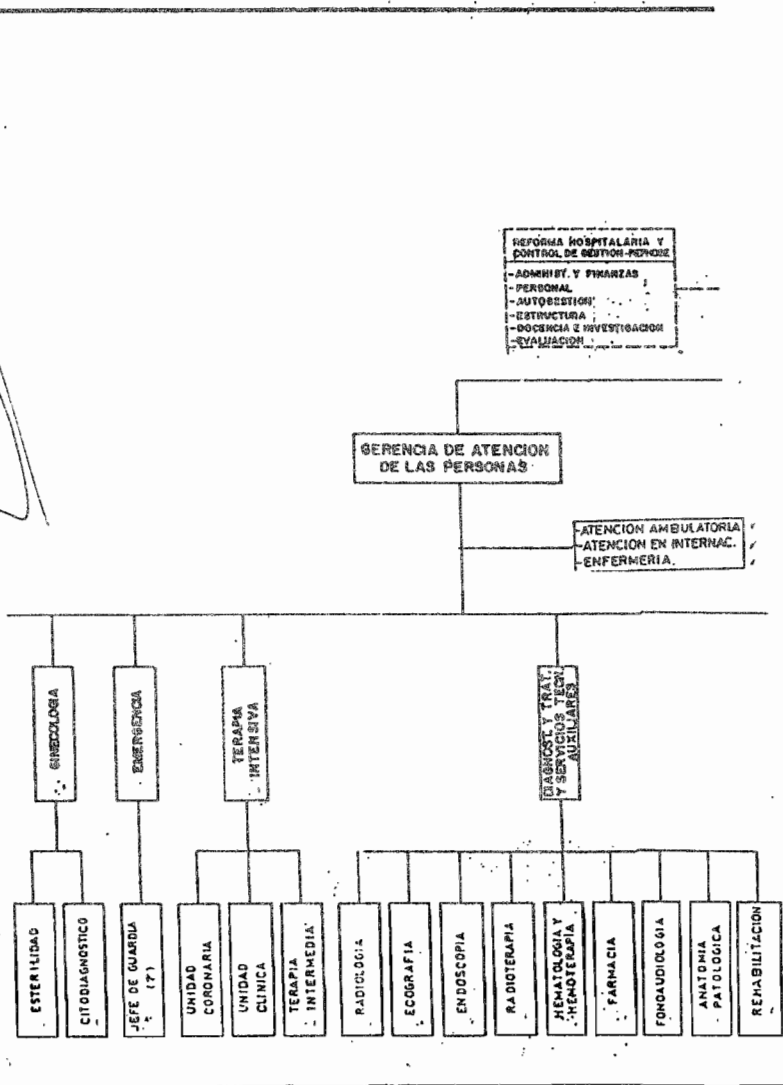 REFORMA HOSPITALARIA Y
CONTROL DE GESTION-
-ADMINIST. Y FINANZAS
-PERSONAL
-AUTOGESTION
-ESTRUCTURA
-DOCENCIA E INVESTIGACION
-EVALUACION
GERENCIA DE ATENCION
DE LAS PERSONAS
-ATENCION AMBULATORIA
-ATENCION EN INTERNAC.
-ENFERMERIA.
GINECOLOGIA
EMERGENCIA
TERAPIA
INTENSIVA
DIAGNOST. Y TRAT.
Y SERVICIOS TECN.
AUXILIARES
ESTERILIDAD
CITODIAGNOSTICO
JEFE DE GUARDIA
(7)
UNIDAD
CORONARIA
UNIDAD
CLINICA
TERAPIA
INTERMEDIA
RADIOLOGIA
ECOGRAFIA
ENDOSCOPIA
RADIOTERAPIA
HEMATOLOGIA Y
HEMOTERAPIA
FARMACIA
FONOAUDIOLOGIA
ANATOMIA
PATOLOGICA
REHABILITACION